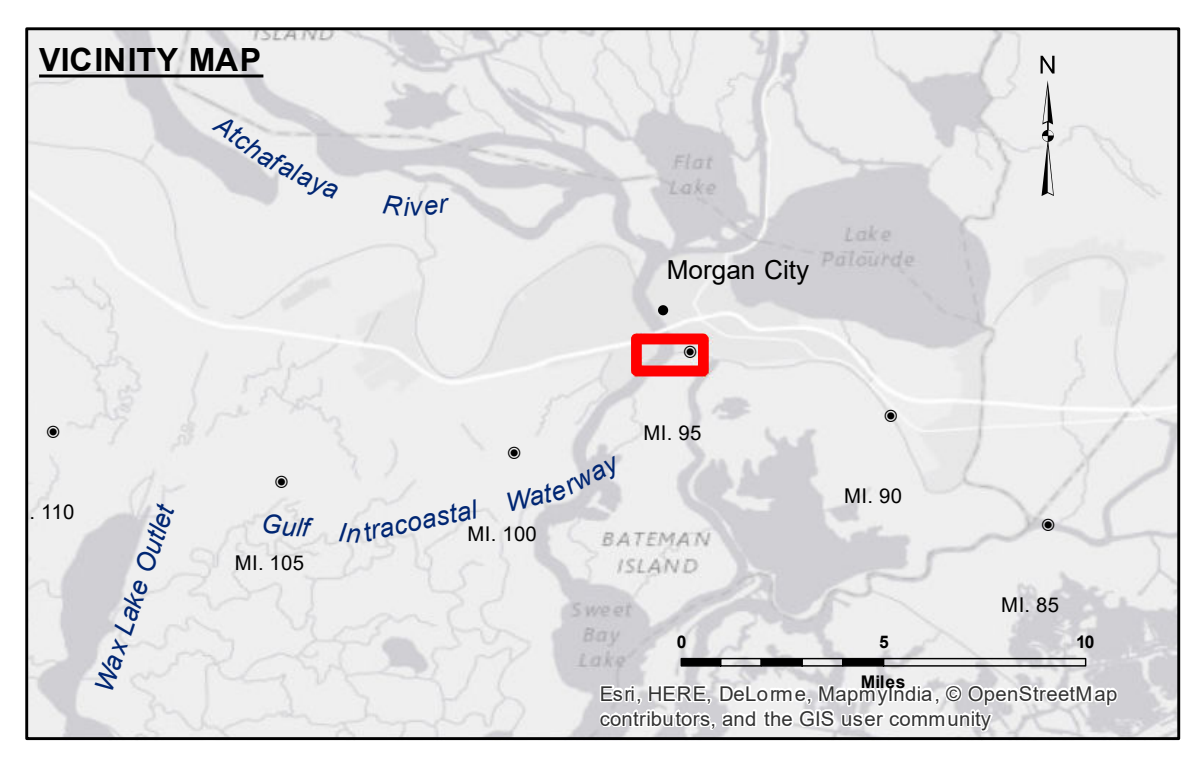 ISLAND
VICINITY MAP
N
Atchafalaya River
Flat
Lake
Lake
Palourde
Morgan City
MI. 95
MI. 90
. 110
Gulf Intracoastal Waterway
MI. 100
MI. 105
Wax Lake Outlet
BATEMAN
ISLAND
MI. 85
Sweet
Bay
Lake
0 5 10
Miles
Esri, HERE, DeLorme, MapmyIndia, © OpenStreetMap
contributors, and the GIS user community